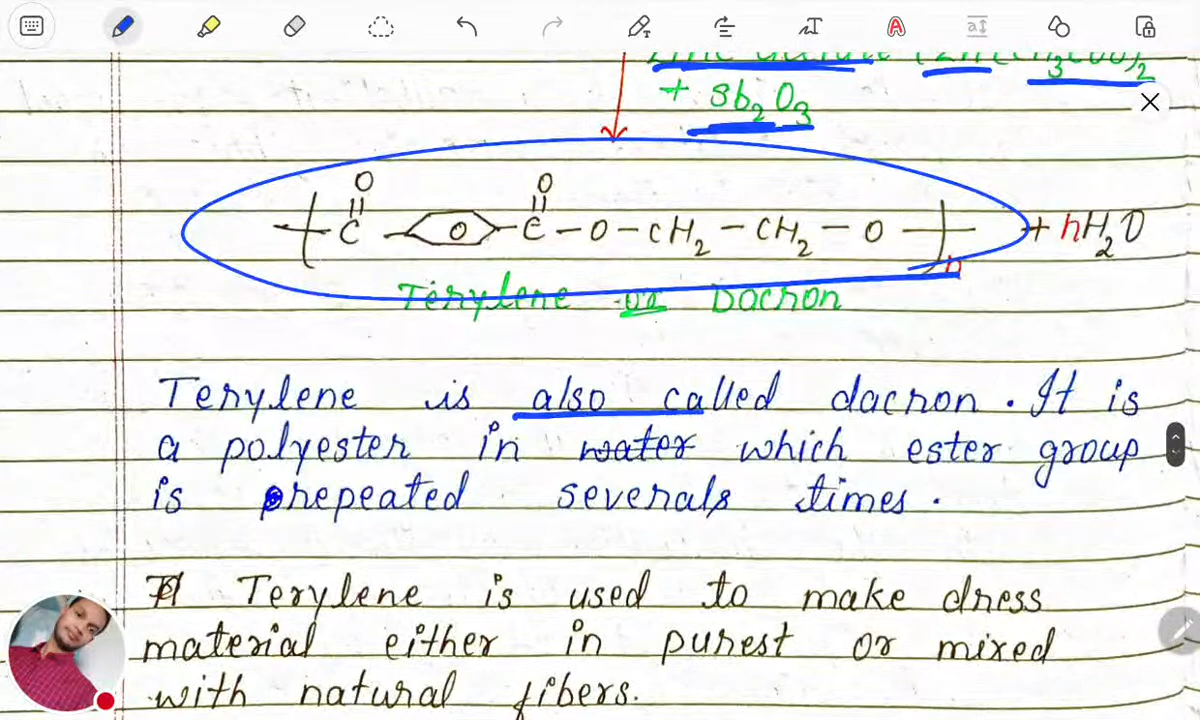 + Sb2O3
O O
C C - O - CH2 - CH2 - O n + nH2O
Terylene or Dacron
Terylene is also called dacron. It is
a polyester in water which ester group
is repeated severals times.
Terylene is used to make dress
material either in purest or mixed
with natural fibers.